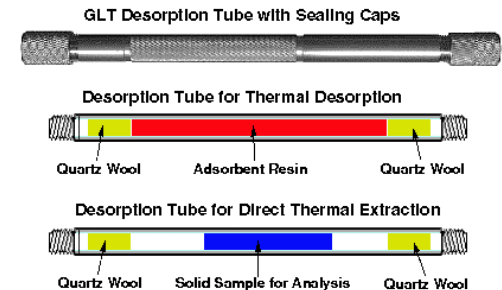 GLT Desorption Tube with Sealing Caps
Desorption Tube for Thermal Desorption
Quartz Wool Adsorbent Resin Quartz Wool
Desorption Tube for Direct Thermal Extraction
Quartz Wool Solid Sample for Analysis Quartz Wool